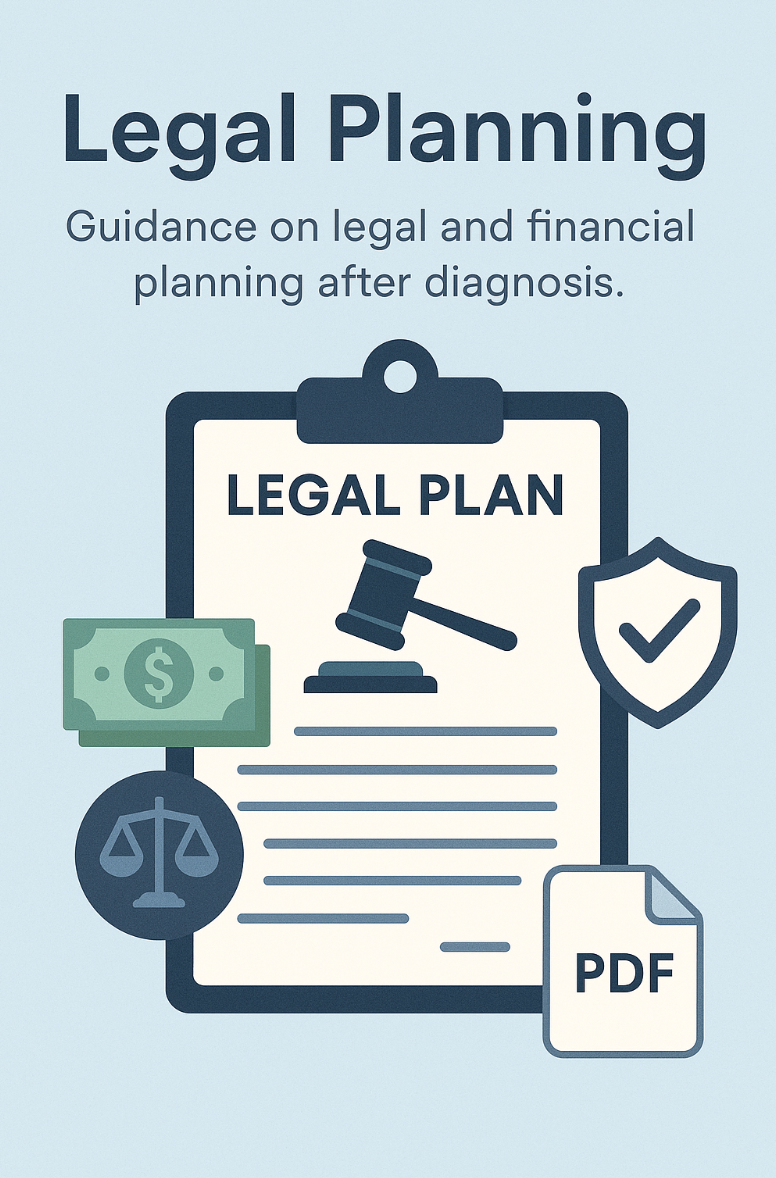 Legal Planning
Guidance on legal and financial
planning after diagnosis.
LEGAL PLAN
$
PDF